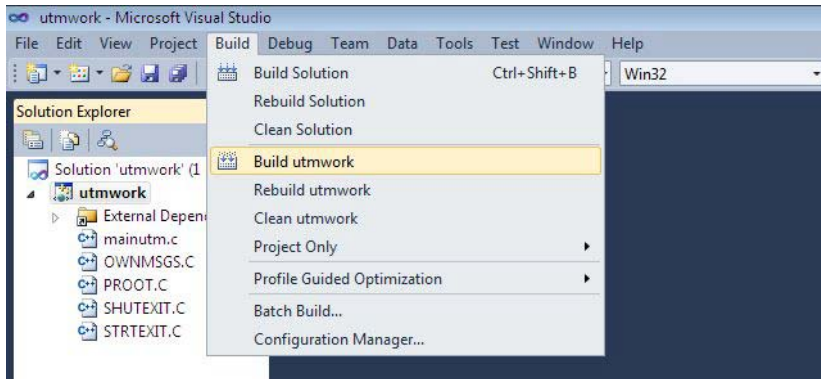 utmwork - Microsoft Visual Studio
File Edit View Project Build Debug Team Data Tools Test Window Help
Win32
Solution Explorer
Solution 'utmwork' (1
utmwork
External Depen
mainutm.c
OWNMSGS.C
PROOT.C
SHUTEXIT.C
STRTEXIT.C
Build Solution Ctrl+Shift+B
Rebuild Solution
Clean Solution
Build utmwork
Rebuild utmwork
Clean utmwork
Project Only
Profile Guided Optimization
Batch Build...
Configuration Manager...